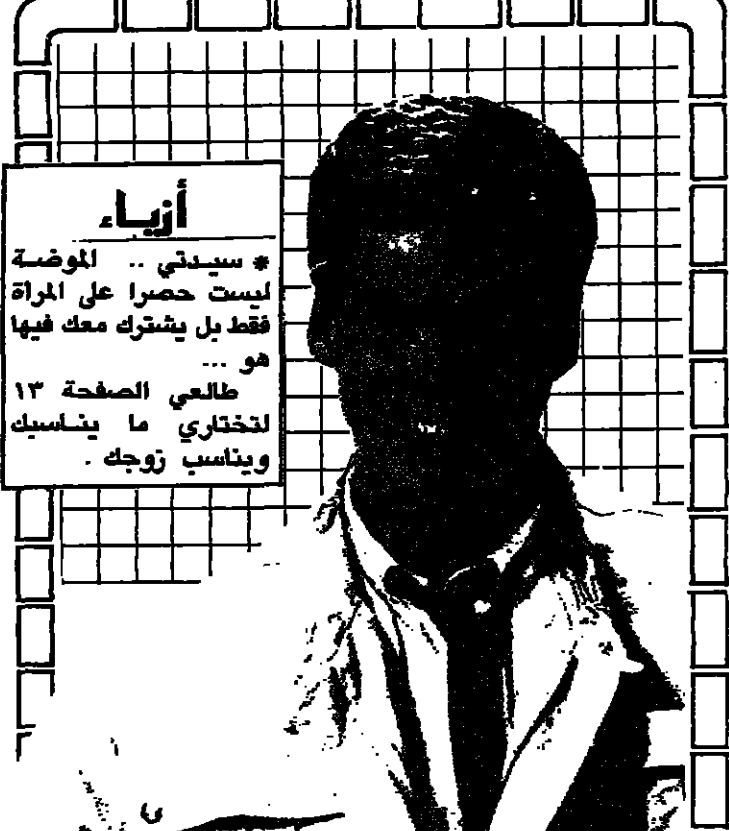 أزياء
* سيدتي .. الموضة
ليست حصرا على المرأة
فقط بل يشترك معك فيها
هو ...
طالعي الصفحة ١٣
لتختاري ما يناسبك
ويناسب زوجك .